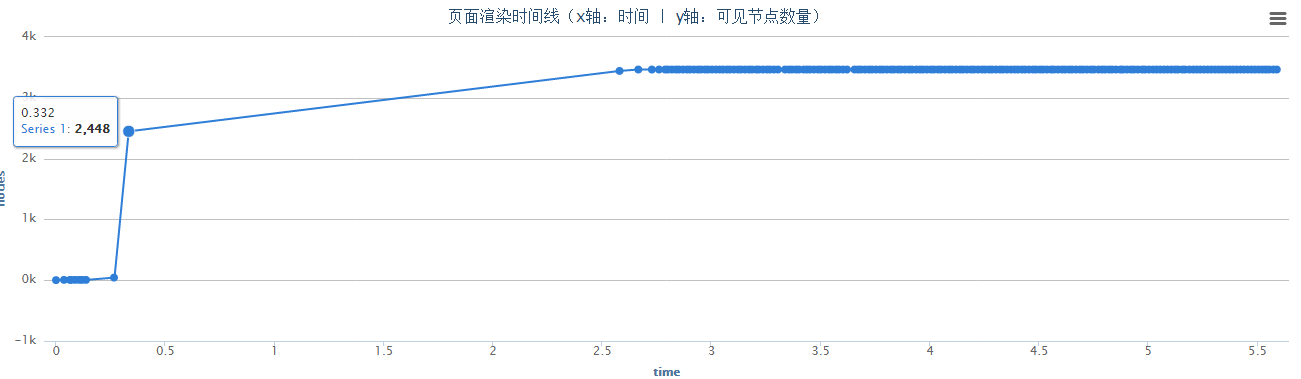 页面渲染时间线（x轴：时间 | y轴：可见节点数量）
4k
0.332
Series 1: 2,448
2k
1k
0k
-1k
nodes
0 0.5 1 1.5 2 2.5 3 3.5 4 4.5 5 5.5
time